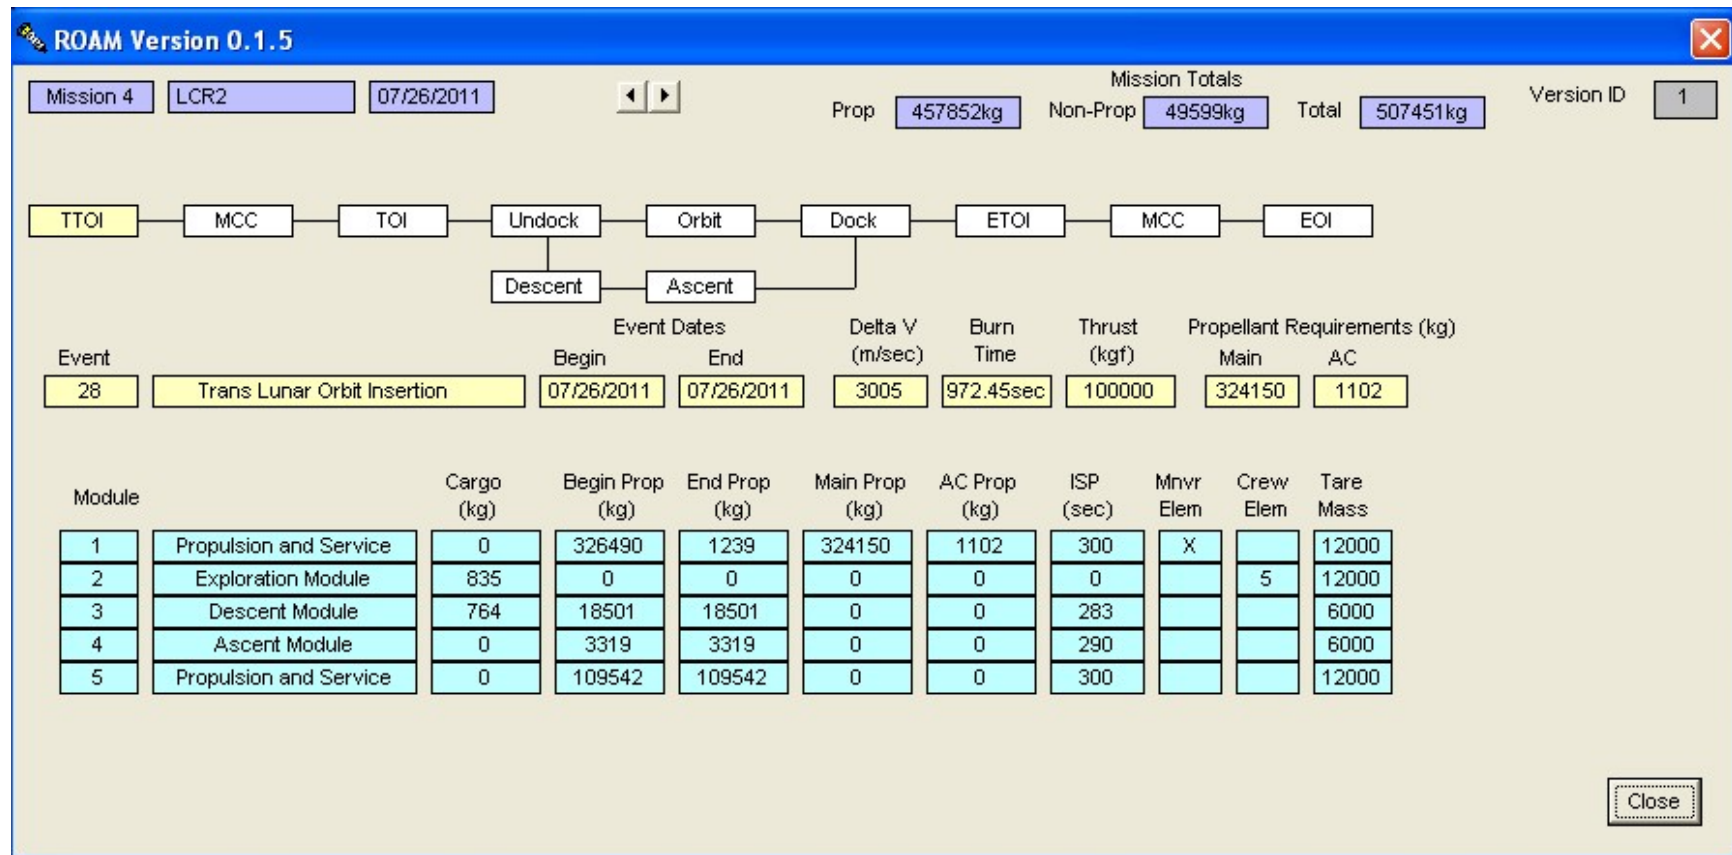 ROAM Version 0.1.5
Mission Totals
Mission 4 LCR2 07/26/2011 Prop 457852kg Non-Prop 49599kg Total 507451kg Version ID 1
TTOI MCC TOI Undock Orbit Dock ETOI MCC EOI
Descent Ascent
Event Dates Delta V Burn Thrust Propellant Requirements (kg)
Event Begin End (m/sec) Time (kgf) Main AC
28 Trans Lunar Orbit Insertion 07/26/2011 07/26/2011 3005 972.45sec 100000 324150 1102
Module Cargo Begin Prop End Prop Main Prop AC Prop ISP Mnvr Crew Tare
(kg) (kg) (kg) (kg) (kg) (sec) Elem Elem Mass
1 Propulsion and Service 0 326490 1239 324150 1102 300 X 12000
2 Exploration Module 835 0 0 0 0 0 5 12000
3 Descent Module 764 18501 18501 0 0 283 6000
4 Ascent Module 0 3319 3319 0 0 290 6000
5 Propulsion and Service 0 109542 109542 0 0 300 12000
Close